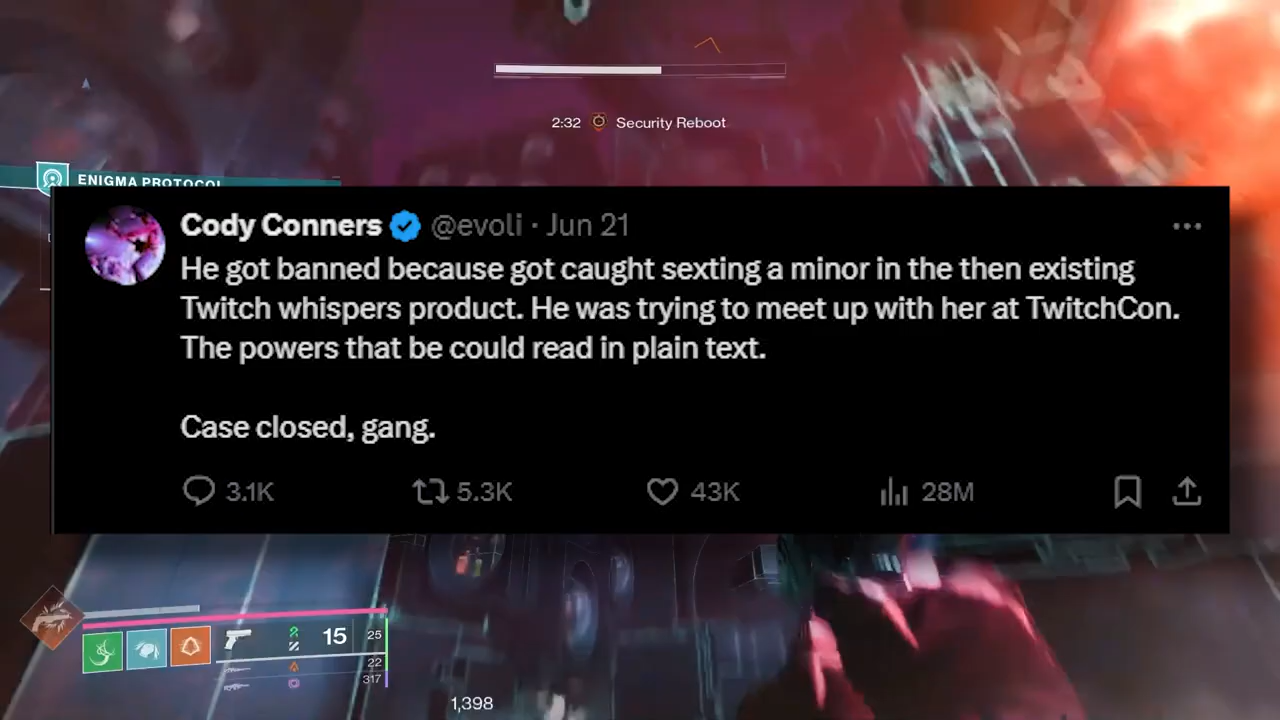 2:32 Security Reboot
ENIGMA PROTOCOL
Cody Conners @evoli · Jun 21
He got banned because got caught sexting a minor in the then existing
Twitch whispers product. He was trying to meet up with her at TwitchCon.
The powers that be could read in plain text.
Case closed, gang.
3.1K 5.3K 43K 28M
15 25
22
317
1,398